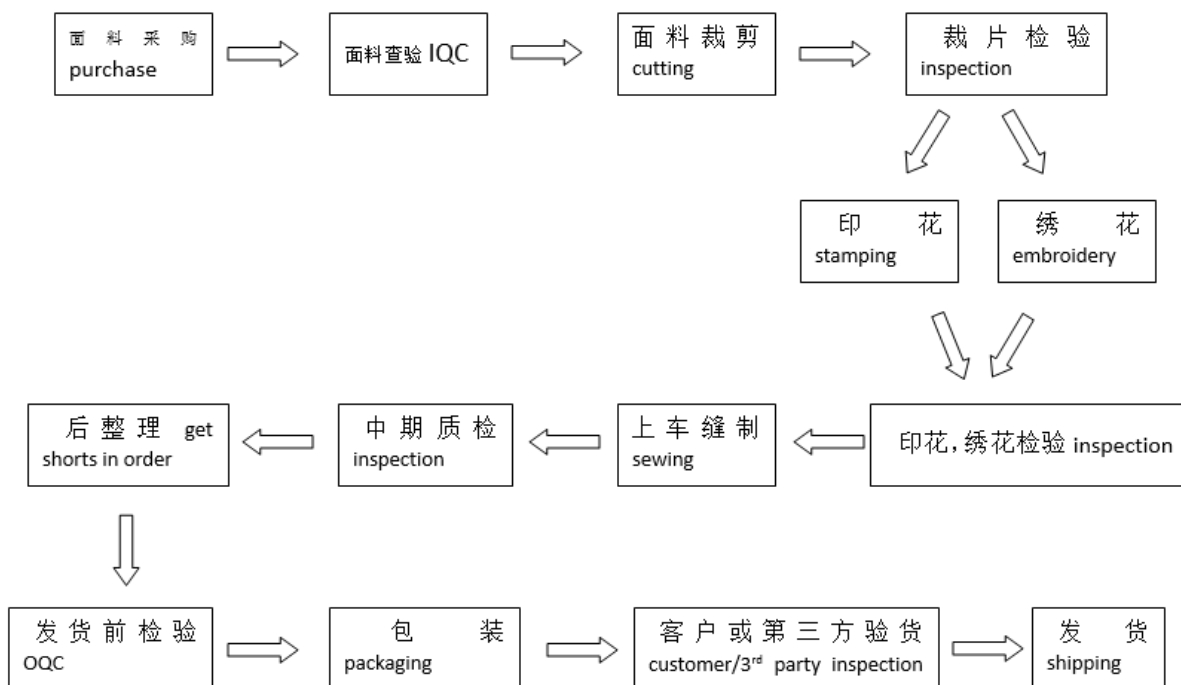 面料采购
purchase
面料查验 IQC
面料裁剪
cutting
裁片检验
inspection
印花
stamping
绣花
embroidery
印花，绣花检验 inspection
上车缝制
sewing
中期质检
inspection
后整理 get
shorts in order
发货前检验
OQC
包装
packaging
客户或第三方验货
customer/3rd party inspection
发货
shipping